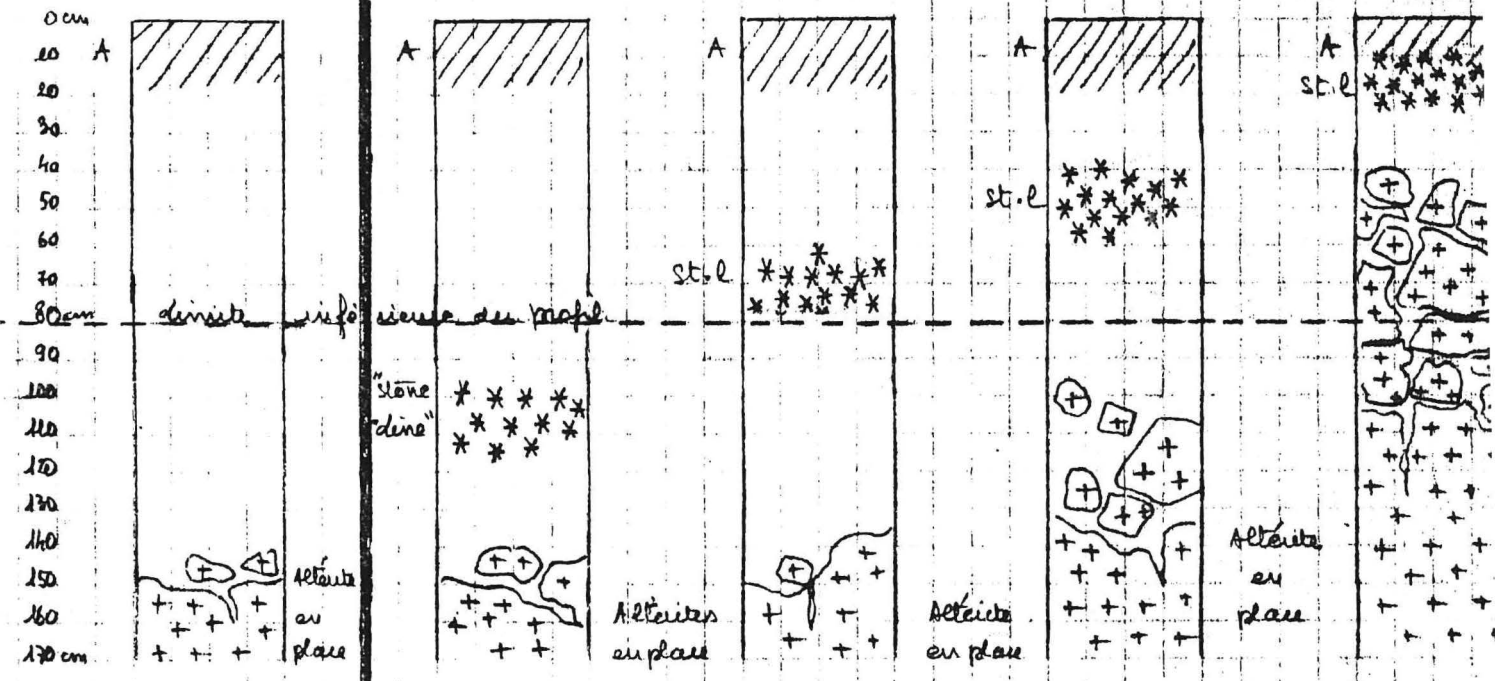 0 cm
10
20
30
40
50
60
70
80 cm
90
100
110
120
130
140
150
160
170 cm
A
A
A
A
A
st.l
st.l
st.l
limite inférieure du profil
"stone
"line"
Altérite
en
place
Altérites
en place
Altérite
en place
Altérite
en
place